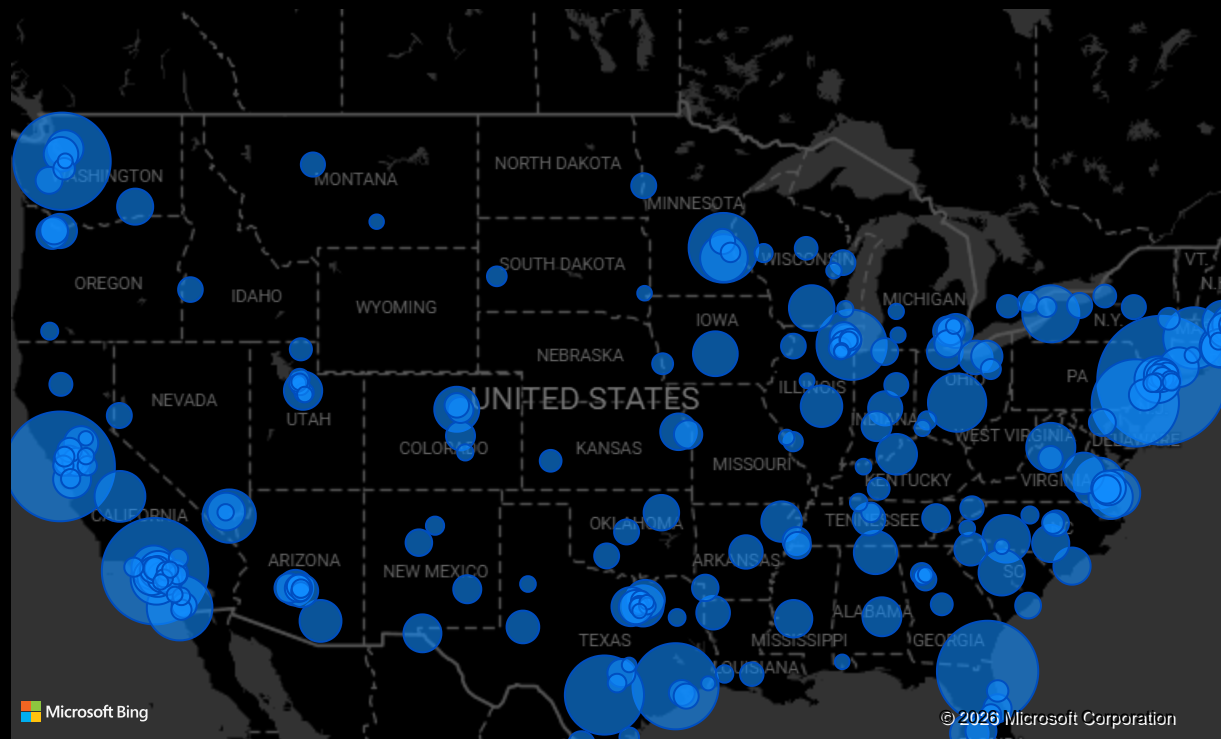 WASHINGTON
MONTANA
NORTH DAKOTA
MINNESOTA
VT.
OREGON
IDAHO
WYOMING
SOUTH DAKOTA
WISCONSIN
MICHIGAN
N.Y.
IOWA
NEBRASKA
NEVADA
UTAH
UNITED STATES
ILLINOIS
INDIANA
OHIO
PA
COLORADO
KANSAS
MISSOURI
WEST VIRGINIA
DELAWARE
KENTUCKY
VIRGINIA
CALIFORNIA
ARIZONA
NEW MEXICO
OKLAHOMA
ARKANSAS
TENNESSEE
SC
TEXAS
MISSISSIPPI
ALABAMA
GEORGIA
LOUISIANA
Microsoft Bing
© 2026 Microsoft Corporation